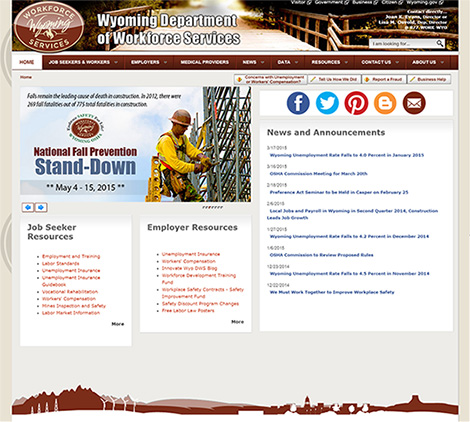 Visitor Government Business Citizen Wyoming.gov
WORKFORCE
Wyoming
SERVICES
Wyoming Department
of Workforce Services
Contact directly...
Joan K. Evans, Director or
Lisa M. Osvold, Dep. Director
I am looking for...
HOME JOB SEEKERS & WORKERS EMPLOYERS MEDICAL PROVIDERS NEWS DATA RESOURCES CONTACT US ABOUT US
Home
Concerns with Unemployment
or Workers' Compensation?
Tell Us How We Did
Report a Fraud
Business Help
Falls remain the leading cause of death in construction. In 2012, there were
269 fall fatalities out of 775 total fatalities in construction.
National Fall Prevention
Stand-Down
** May 4 - 15, 2015 **
News and Announcements
3/17/2015
Wyoming Unemployment Rate Falls to 4.0 Percent in January 2015
OSHA Commission Meeting for March 20th
2/18/2015
Preference Act Seminar to be Held in Casper on February 25
2/6/2015
Local Jobs and Payroll in Wyoming in Second Quarter 2014, Construction
Leads Job Growth
Wyoming Unemployment Rate Falls to 4.2 Percent in December 2014
1/6/2015
OSHA Commission to Review Proposed Rules
12/23/2014
Wyoming Unemployment Rate Falls to 4.5 Percent in November 2014
12/22/2014
We Must Work Together to Improve Workplace Safety
Job Seeker
Resources
Employment and Training
Labor Standards
Unemployment Insurance
Unemployment Insurance
Guidebook
Vocational Rehabilitation
Workers' Compensation
Mines Inspection and Safety
Labor Market Information
More
Employer Resources
Unemployment Insurance
Workers' Compensation
Innovate Wyo DWS Blog
Workforce Development Training
Fund
Workplace Safety Contracts - Safety
Improvement Fund
Safety Discount Program Changes
Free Labor Law Posters
More